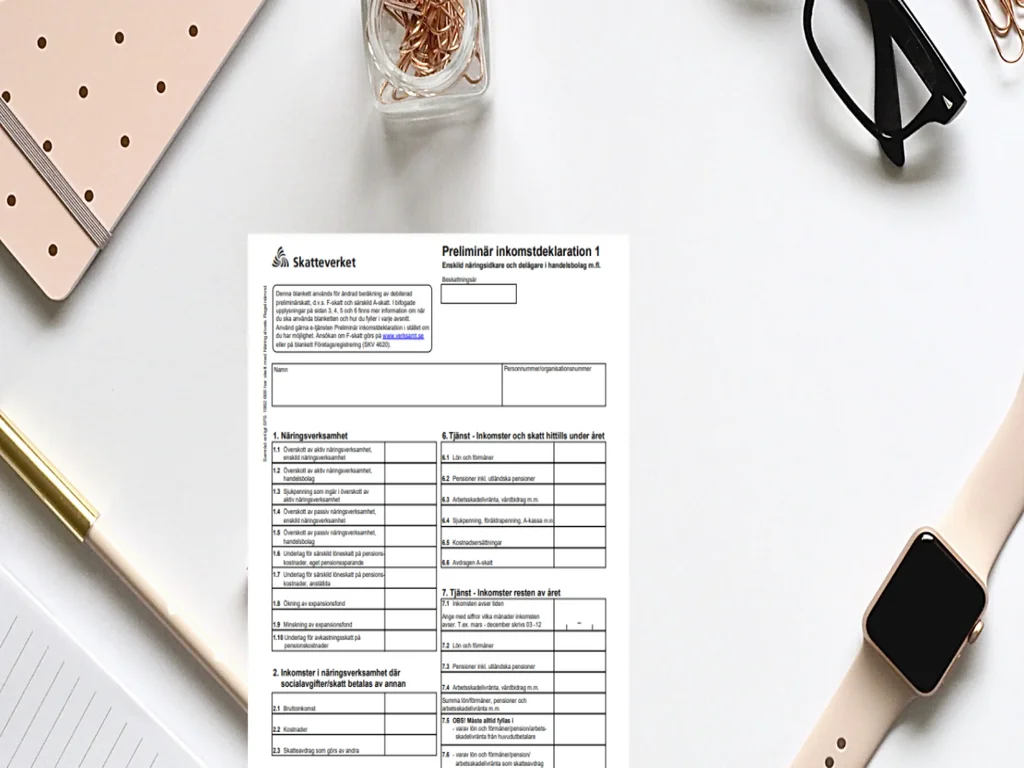 Skatteverket
Preliminär inkomstdeklaration 1
Enskild näringsidkare och delägare i handelsbolag m.fl.
Beskattningsår
Denna blankett används för ändrad beräkning av debiterad
preliminärskatt, d.v.s. F-skatt och särskild A-skatt. I bifogade
upplysningar på sidan 3, 4, 5 och 6 finns mer information om när
du ska använda blanketten och hur du fyller i varje avsnitt.
Använd gärna e-tjänsten Preliminär inkomstdeklaration i stället om
du har möjlighet. Ansökan om F-skatt görs på www.verksamt.se
eller på blankett Företagsregistrering (SKV 4620).
Namn
Personnummer/organisationsnummer
1. Näringsverksamhet
1.1 Överskott av aktiv näringsverksamhet,
enskild näringsverksamhet
1.2 Överskott av aktiv näringsverksamhet,
handelsbolag
1.3 Sjukpenning som ingår i överskott av
aktiv näringsverksamhet
1.4 Överskott av passiv näringsverksamhet,
enskild näringsverksamhet
1.5 Överskott av passiv näringsverksamhet,
handelsbolag
1.6 Underlag för särskild löneskatt på pensions-
kostnader, eget pensionssparande
1.7 Underlag för särskild löneskatt på pensions-
kostnader, anställda
1.8 Ökning av expansionsfond
1.9 Minskning av expansionsfond
1.10 Underlag för avkastningsskatt på
pensionskostnader
2. Inkomster i näringsverksamhet där
socialavgifter/skatt betalas av annan
2.1 Bruttoinkomst
2.2 Kostnader
2.3 Skatteavdrag som görs av andra
6. Tjänst - Inkomster och skatt hittills under året
6.1 Lön och förmåner
6.2 Pensioner inkl. utländska pensioner
6.3 Arbetsskadelivränta, vårdbidrag m.m.
6.4 Sjukpenning, föräldrapenning, A-kassa m.m
6.5 Kostnadsersättningar
6.6 Avdragen A-skatt
7. Tjänst - Inkomster resten av året
7.1 Inkomsten avser tiden
Ange med siffror vilka månader inkomsten
avser. T.ex. mars - december skrivs 03 -12
–
7.2 Lön och förmåner
7.3 Pensioner inkl. utländska pensioner
7.4 Arbetsskadelivränta, vårdbidrag m.m.
Summa lön/förmåner, pensioner och
arbetsskadelivränta m.m.
7.5 OBS! Måste alltid fyllas i
- varav lön och förmåner/pension/arbets-
skadelivränta från huvudutbetalare
7.6 - varav lön och förmåner/pension/
arbetsskadelivränta som skatteavdrag